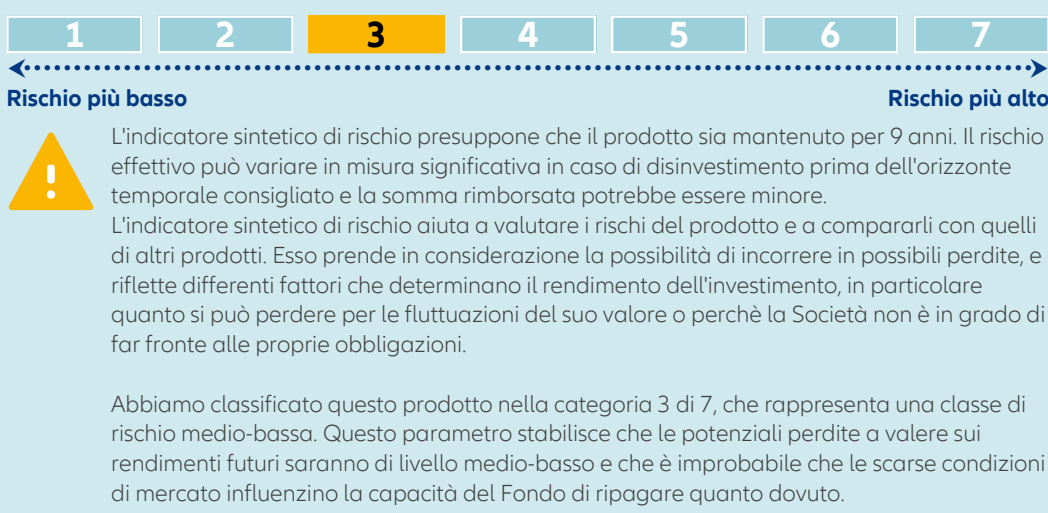 1 2 3 4 5 6 7
Rischio più basso Rischio più alto
L'indicatore sintetico di rischio presuppone che il prodotto sia mantenuto per 9 anni. Il rischio
effettivo può variare in misura significativa in caso di disinvestimento prima dell'orizzonte
temporale consigliato e la somma rimborsata potrebbe essere minore.
L'indicatore sintetico di rischio aiuta a valutare i rischi del prodotto e a compararli con quelli
di altri prodotti. Esso prende in considerazione la possibilità di incorrere in possibili perdite, e
riflette differenti fattori che determinano il rendimento dell'investimento, in particolare
quanto si può perdere per le fluttuazioni del suo valore o perchè la Società non è in grado di
far fronte alle proprie obbligazioni.
Abbiamo classificato questo prodotto nella categoria 3 di 7, che rappresenta una classe di
rischio medio-bassa. Questo parametro stabilisce che le potenziali perdite a valere sui
rendimenti futuri saranno di livello medio-basso e che è improbabile che le scarse condizioni
di mercato influenzino la capacità del Fondo di ripagare quanto dovuto.